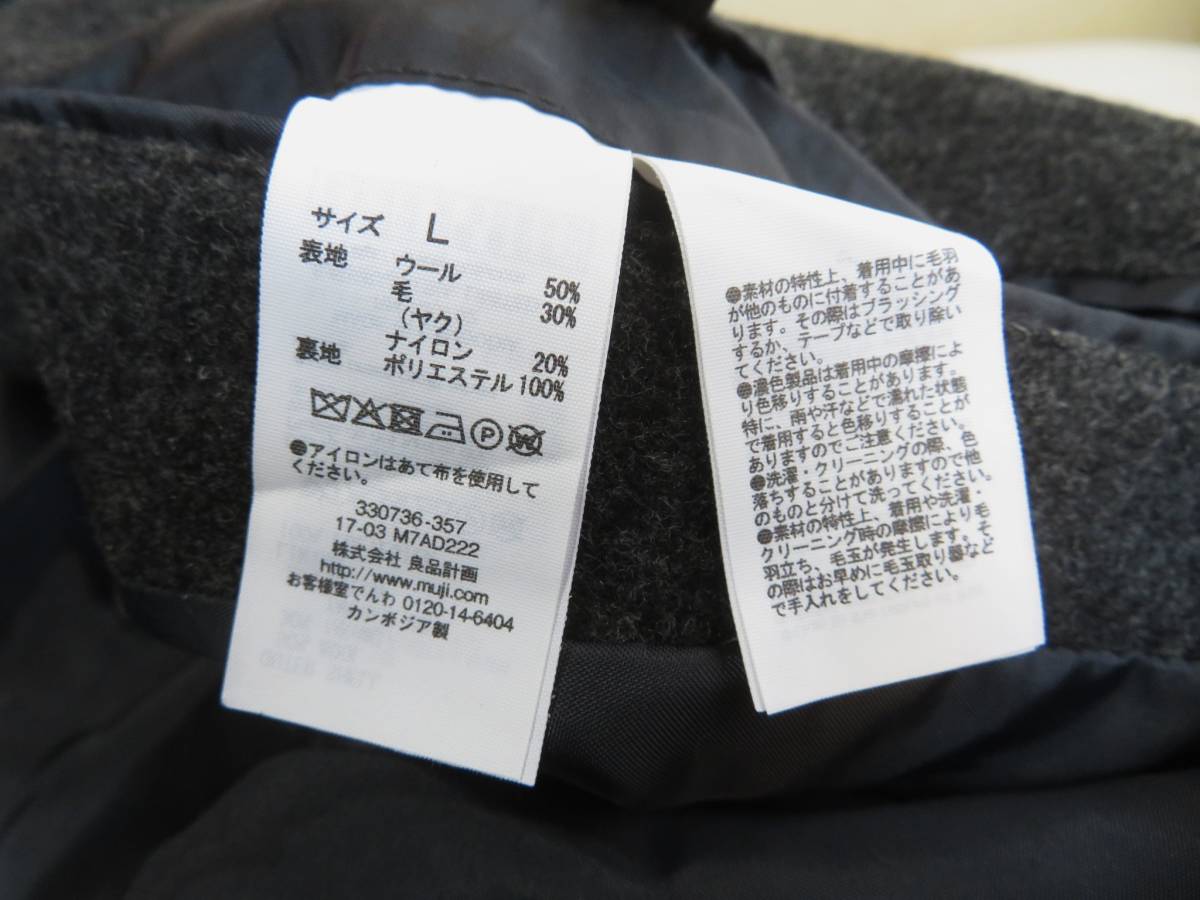 サイズ L
表地 ウール 50%
毛 30%
(ヤク)
ナイロン 20%
裏地 ポリエステル 100%
P W
●アイロンはあて布を使用して
ください。
330736-357
17-03 M7AD222
株式会社 良品計画
http://www.muji.com
お客様室でんわ 0120-14-6404
カンボジア製
●素材の特性上、着用中に毛羽
が他のものに付着することがあ
ります。その際はブラッシング
するか、テープなどで取り除い
てください。
●濃色製品は着用中の摩擦によ
り色移りすることがあります。
特に、雨や汗などで濡れた状態
で着用すると色移りすることが
ありますのでご注意ください。
●洗濯・クリーニングの際、色
落ちすることがありますので他
のものと分けて洗ってください。
●素材の特性上、着用や洗濯・
クリーニング時の摩擦により毛
羽立ち、毛玉が発生します。そ
の際はお早めに毛玉取り器など
で手入れをしてください。